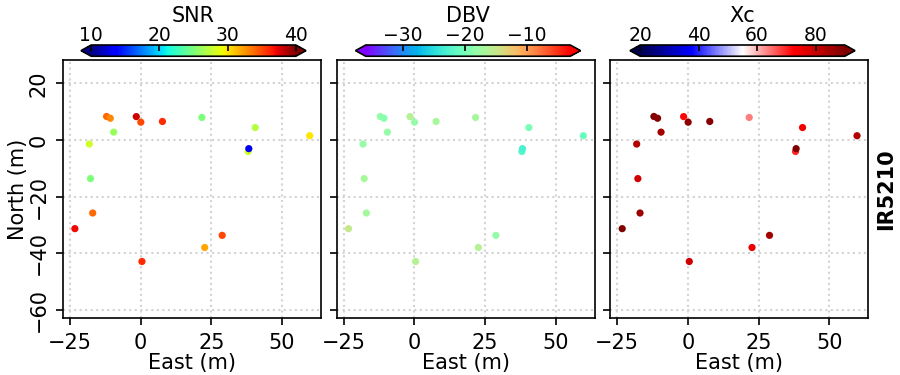 SNR DBV Xc
10 20 30 40 −30 −20 −10 20 40 60 80
20
0
−20
−40
−60
North (m)
−25 0 25 50 −25 0 25 50 −25 0 25 50
East (m) East (m) East (m)
IR5210